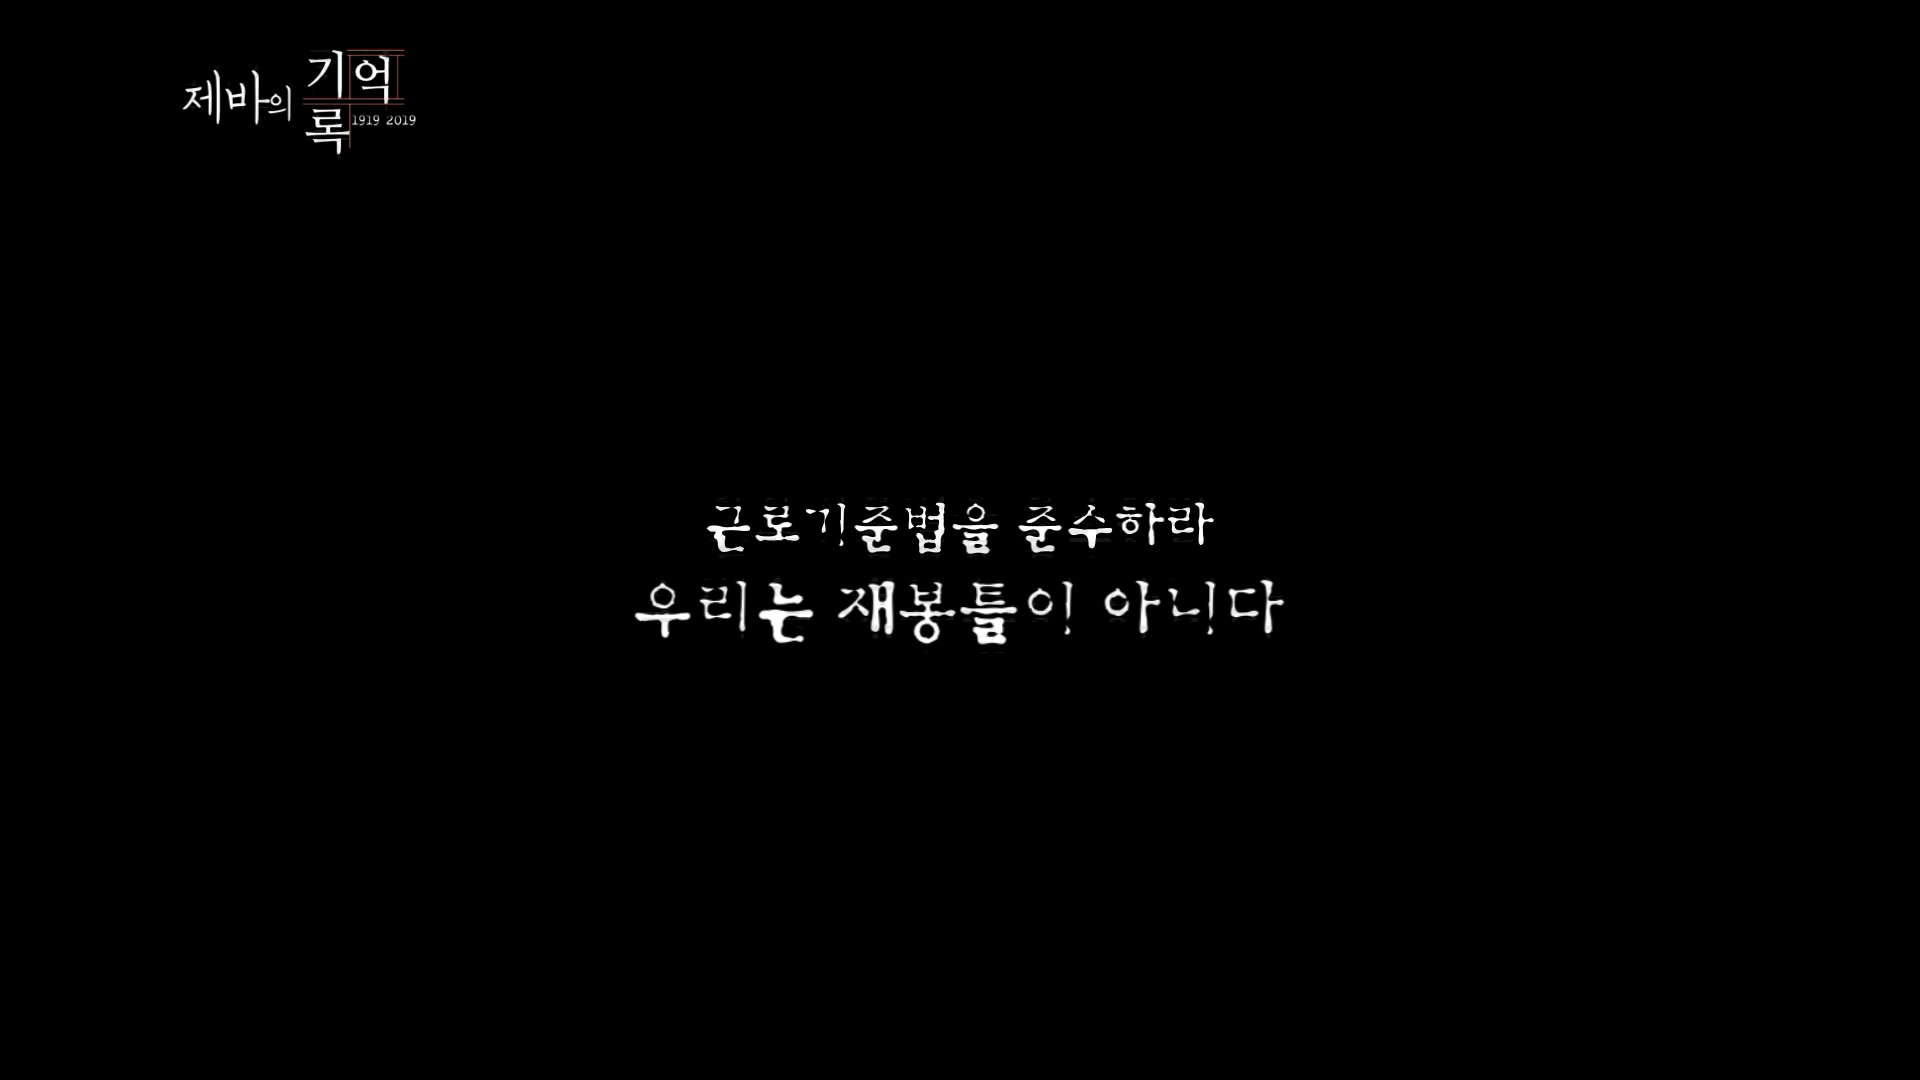 제바의 기억록 1919 2019
근로기준법을 준수하라
우리는 재봉틀이 아니다